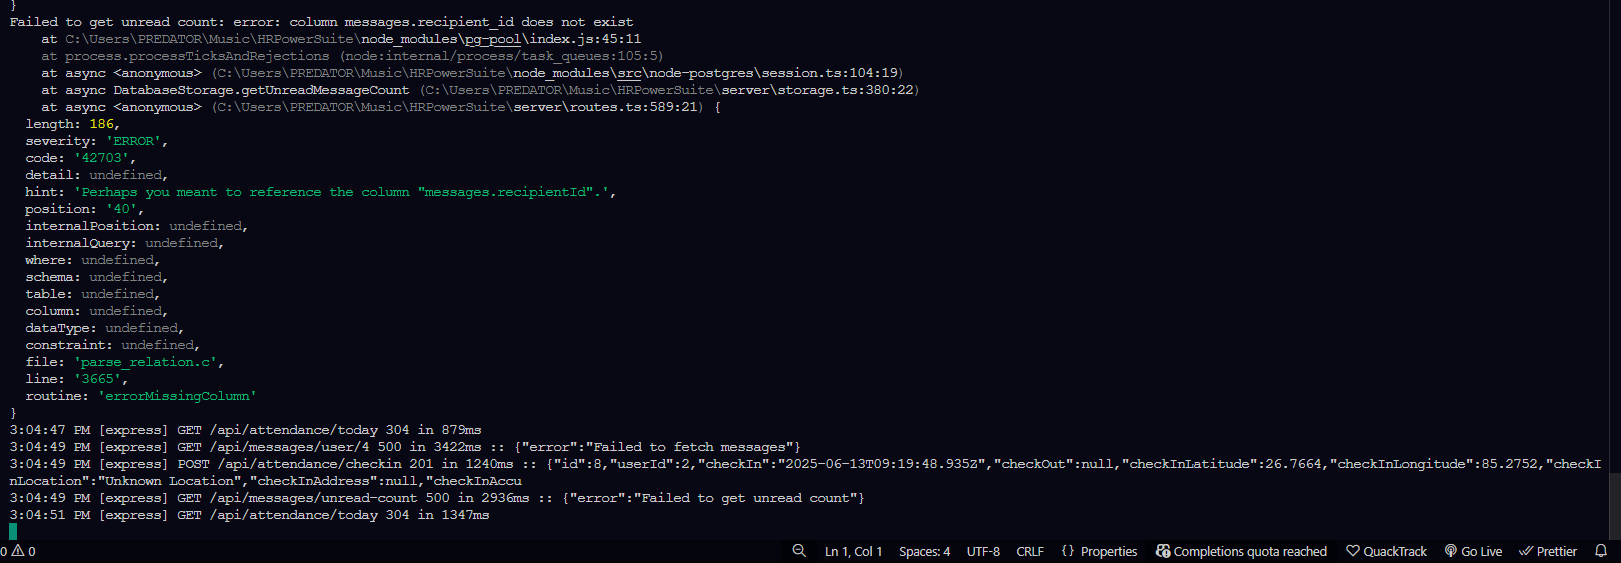 }
Failed to get unread count: error: column messages.recipient_id does not exist
    at C:\Users\PREDATOR\Music\HRPowerSuite\node_modules\pg-pool\index.js:45:11
    at process.processTicksAndRejections (node:internal/process/task_queues:105:5)
    at async <anonymous> (C:\Users\PREDATOR\Music\HRPowerSuite\node_modules\src\node-postgres\session.ts:104:19)
    at async DatabaseStorage.getUnreadMessageCount (C:\Users\PREDATOR\Music\HRPowerSuite\server\storage.ts:380:22)
    at async <anonymous> (C:\Users\PREDATOR\Music\HRPowerSuite\server\routes.ts:589:21) {
  length: 186,
  severity: 'ERROR',
  code: '42703',
  detail: undefined,
  hint: 'Perhaps you meant to reference the column "messages.recipientId".',
  position: '40',
  internalPosition: undefined,
  internalQuery: undefined,
  where: undefined,
  schema: undefined,
  table: undefined,
  column: undefined,
  dataType: undefined,
  constraint: undefined,
  file: 'parse_relation.c',
  line: '3665',
  routine: 'errorMissingColumn'
}
3:04:47 PM [express] GET /api/attendance/today 304 in 879ms
3:04:49 PM [express] GET /api/messages/user/4 500 in 3422ms :: {"error":"Failed to fetch messages"}
3:04:49 PM [express] POST /api/attendance/checkin 201 in 1240ms :: {"id":8,"userId":2,"checkIn":"2025-06-13T09:19:48.935Z","checkOut":null,"checkInLatitude":26.7664,"checkInLongitude":85.2752,"checkI
nLocation":"Unknown Location","checkInAddress":null,"checkInAccu
3:04:49 PM [express] GET /api/messages/unread-count 500 in 2936ms :: {"error":"Failed to get unread count"}
3:04:51 PM [express] GET /api/attendance/today 304 in 1347ms
0 0 Ln 1, Col 1 Spaces: 4 UTF-8 CRLF {} Properties Completions quota reached QuackTrack Go Live Prettier